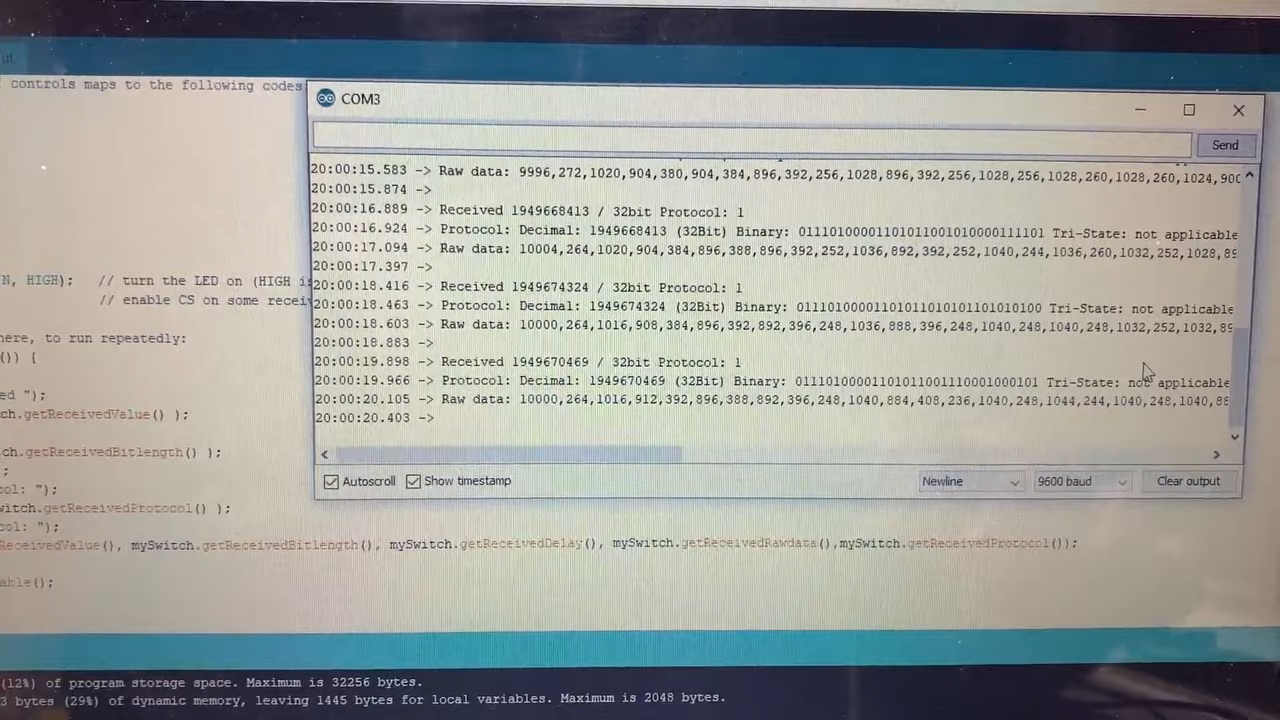 controls maps to the following codes
COM3
Send
20:00:15.583 -> Raw data: 9996,272,1020,904,380,904,384,896,392,256,1028,896,392,256,1028,256,1028,260,1028,260,1024,900
20:00:15.874 ->
20:00:16.889 -> Received 1949668413 / 32bit Protocol: 1
20:00:16.924 -> Protocol: Decimal: 1949668413 (32Bit) Binary: 01110100001101011001010000111101 Tri-State: not applicable
20:00:17.094 -> Raw data: 10004,264,1020,904,384,896,388,896,392,252,1036,892,392,252,1040,244,1036,260,1032,252,1028,89
20:00:17.397 ->
20:00:18.416 -> Received 1949674324 / 32bit Protocol: 1
20:00:18.463 -> Protocol: Decimal: 1949674324 (32Bit) Binary: 01110100001101011010101101010100 Tri-State: not applicable
20:00:18.603 -> Raw data: 10000,264,1016,908,384,896,392,892,396,248,1036,888,396,248,1040,248,1040,248,1032,252,1032,89
20:00:18.883 ->
20:00:19.898 -> Received 1949670469 / 32bit Protocol: 1
20:00:19.966 -> Protocol: Decimal: 1949670469 (32Bit) Binary: 01110100001101011001110001000101 Tri-State: not applicable
20:00:20.105 -> Raw data: 10000,264,1016,912,392,896,388,892,396,248,1040,884,408,236,1040,248,1044,244,1040,248,1040,88
20:00:20.403 ->
Autoscroll Show timestamp Newline 9600 baud Clear output
N, HIGH); // turn the LED on (HIGH i
// enable CS on some recei
here, to run repeatedly:
()) {
ed ");
ch.getReceivedValue() );
ch.getReceivedBitlength() );
;
col: ");
witch.getReceivedProtocol() );
col: ");
ReceivedValue(), mySwitch.getReceivedBitlength(), mySwitch.getReceivedDelay(), mySwitch.getReceivedRawdata(),mySwitch.getReceivedProtocol());
able();
(12%) of program storage space. Maximum is 32256 bytes.
3 bytes (29%) of dynamic memory, leaving 1445 bytes for local variables. Maximum is 2048 bytes.